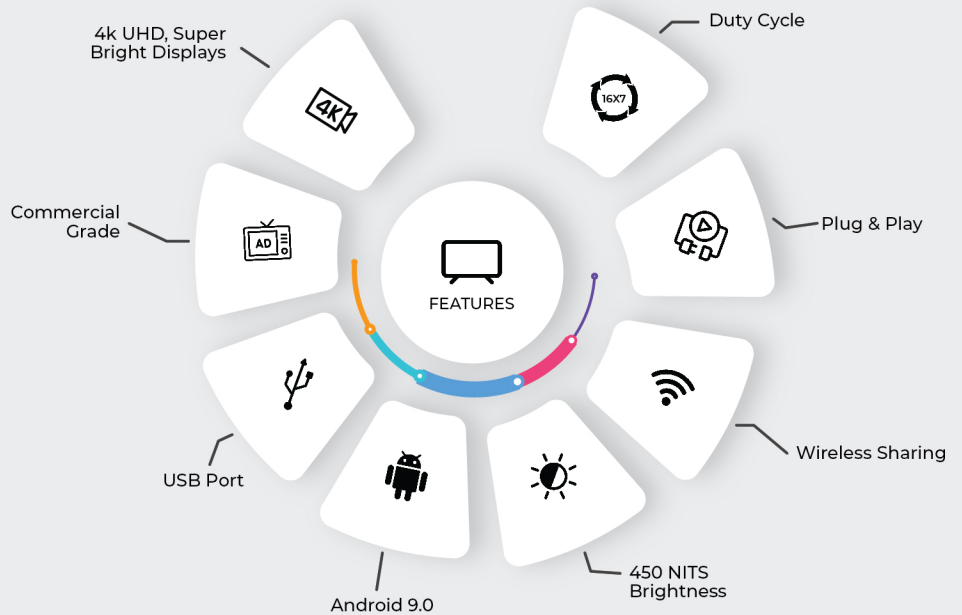 4k UHD, Super
Bright Displays
4K
Duty Cycle
16X7
Commercial
Grade
AD
Plug & Play
FEATURES
USB Port
Wireless Sharing
Android 9.0
450 NITS
Brightness